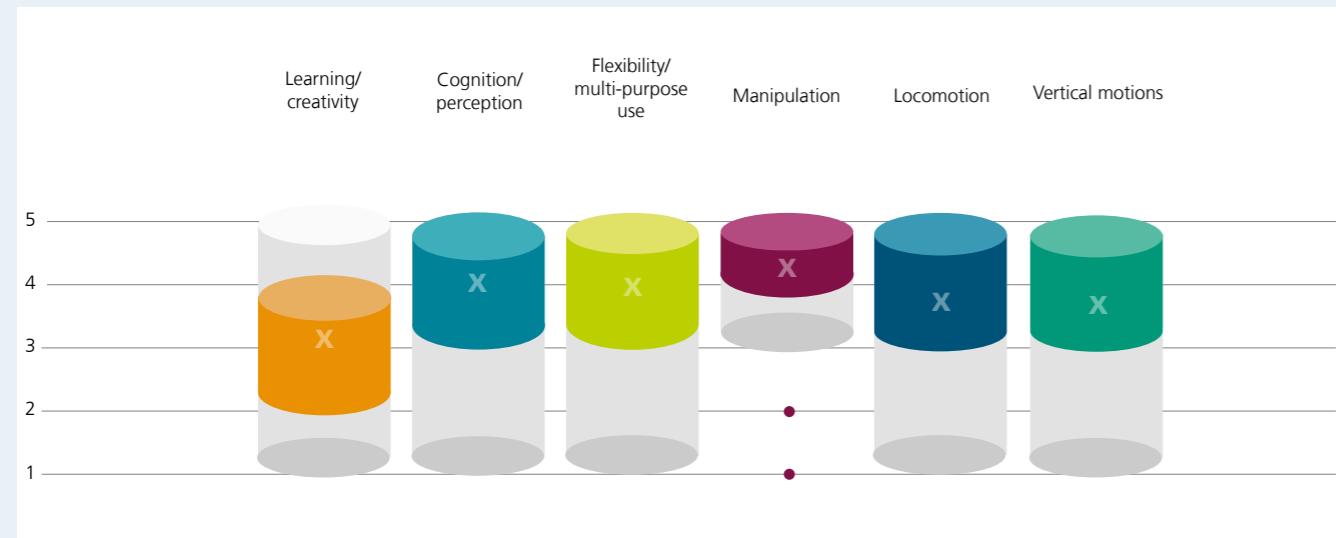 Learning/
creativity
Cognition/
perception
Flexibility/
multi-purpose
use
Manipulation
Locomotion
Vertical motions
5
4
3
2
1
X
X
X
X
X
X